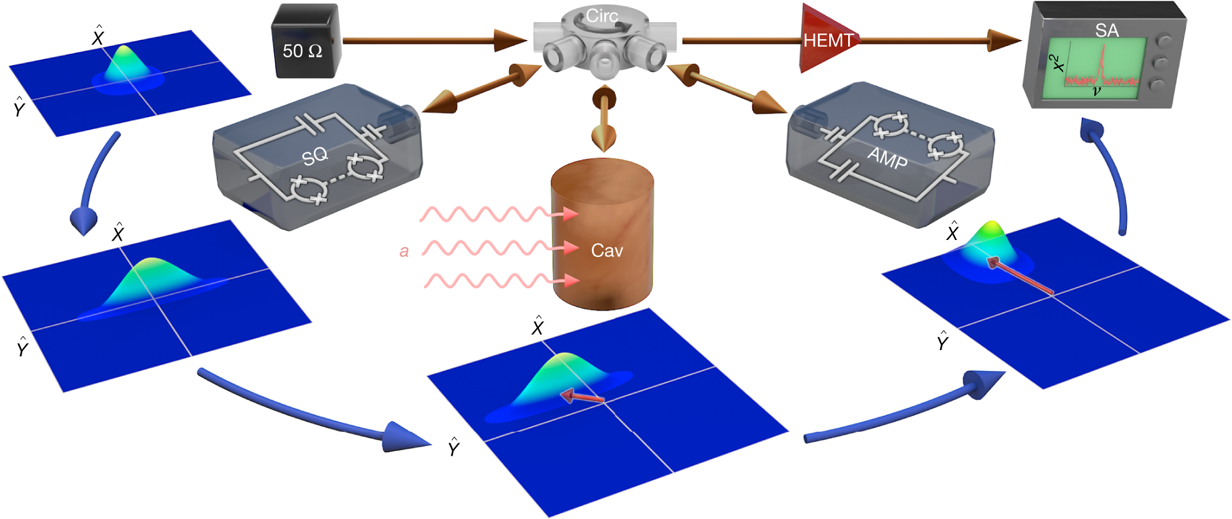 X̂
Ŷ
50 Ω
Circ
HEMT
SA
X²
ν
SQ
AMP
a
Cav
X̂
Ŷ
X̂
Ŷ
X̂
Ŷ